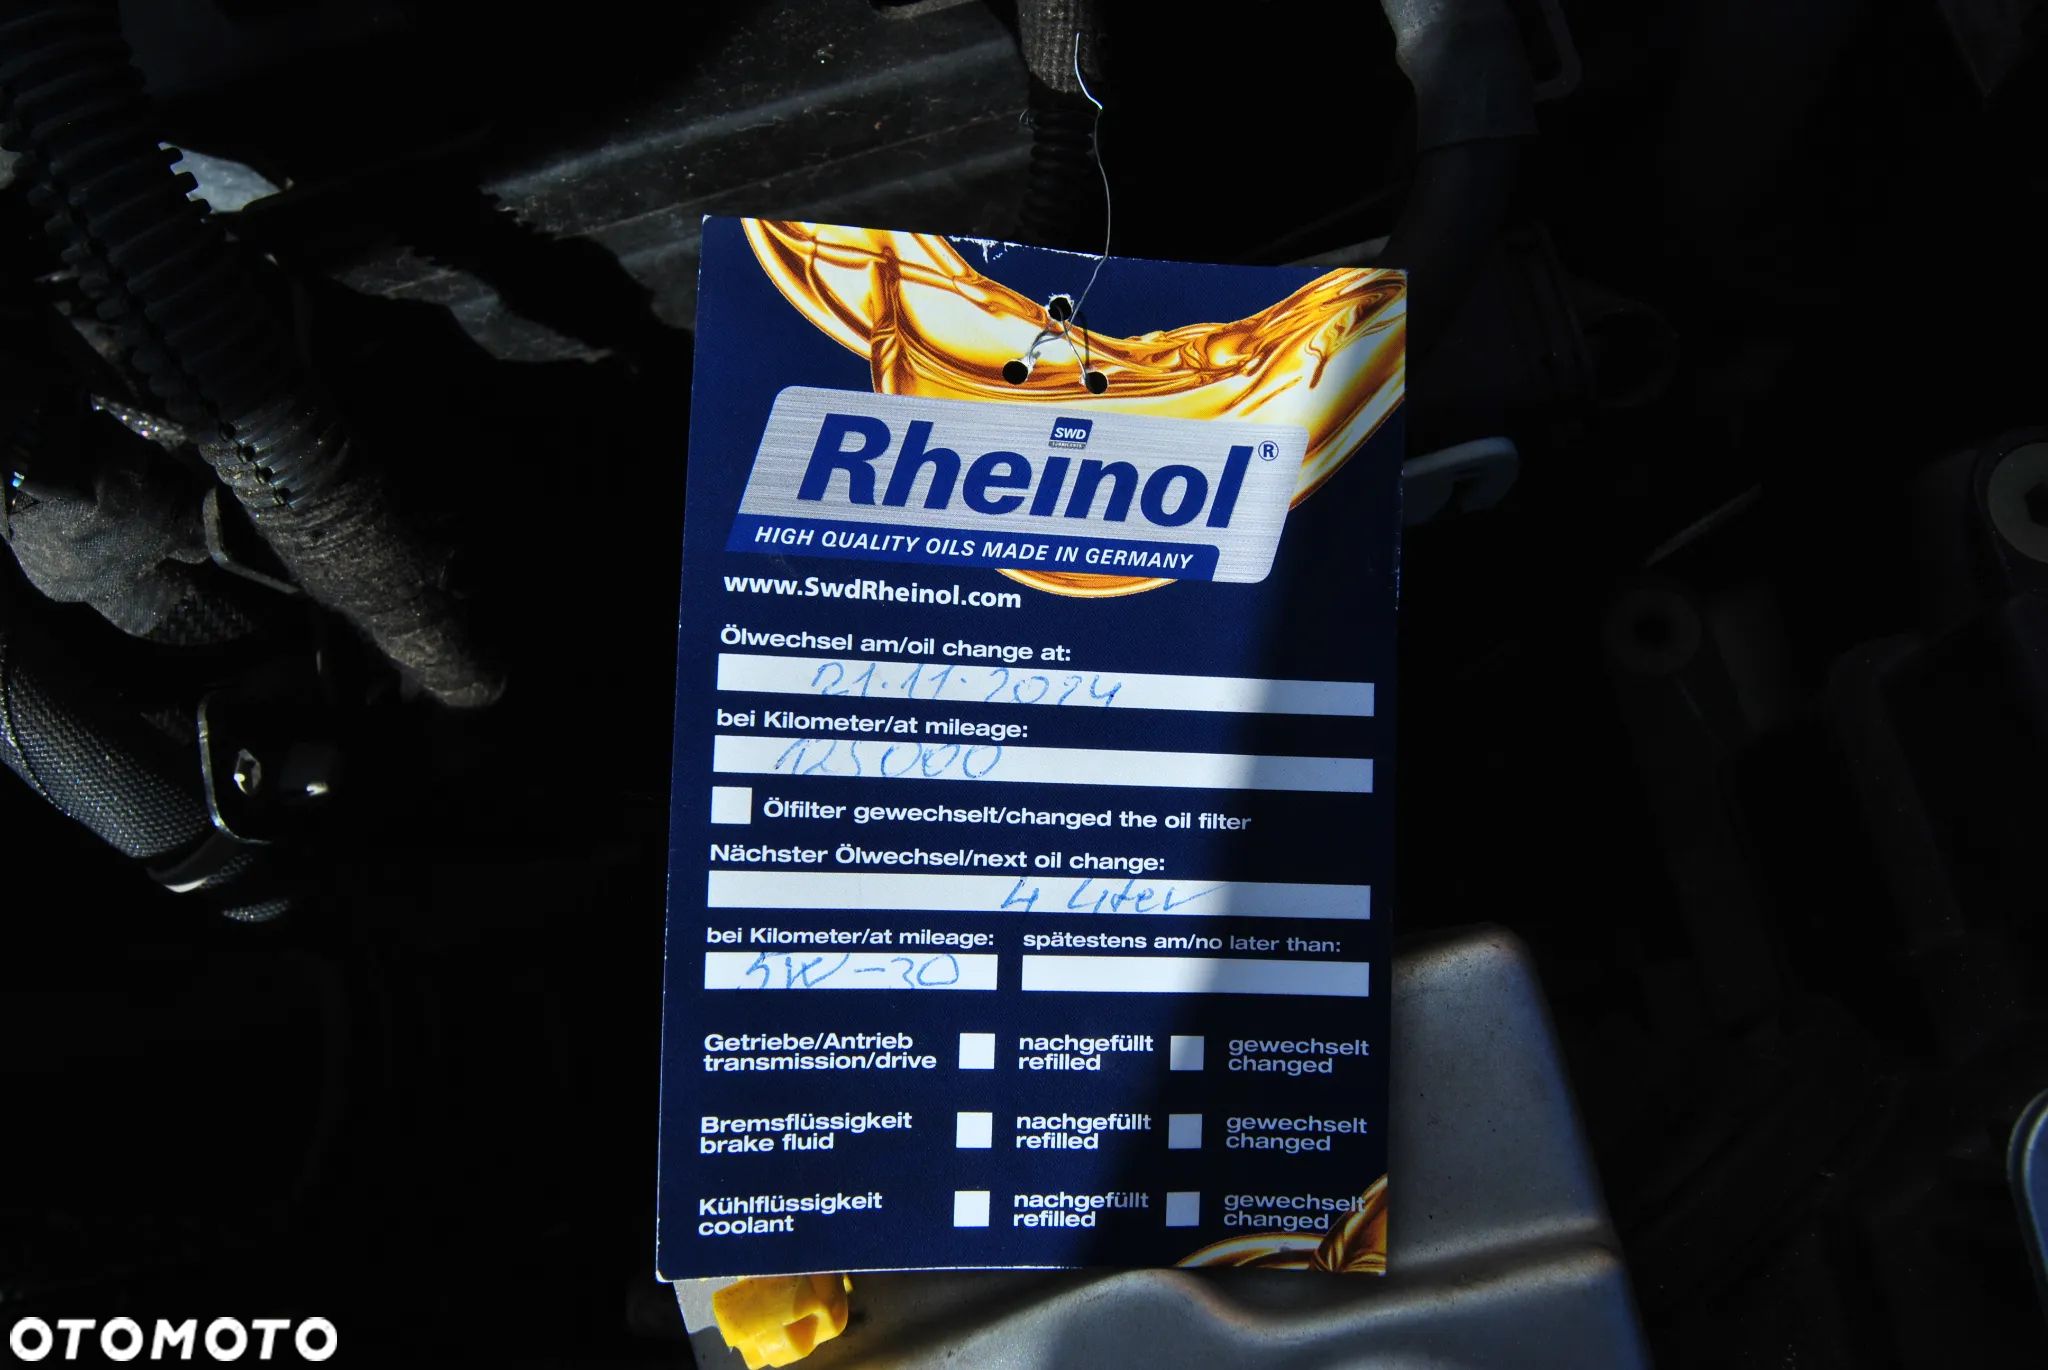 SWD
LUBRICANTS
Rheinol®
HIGH QUALITY OILS MADE IN GERMANY
www.SwdRheinol.com
Ölwechsel am/oil change at:
21.11.2024
bei Kilometer/at mileage:
125000
Ölfilter gewechselt/changed the oil filter
Nächster Ölwechsel/next oil change:
4 Liter
bei Kilometer/at mileage: spätestens am/no later than:
5W-30
Getriebe/Antrieb nachgefüllt gewechselt
transmission/drive refilled changed
Bremsflüssigkeit nachgefüllt gewechselt
brake fluid refilled changed
Kühlflüssigkeit nachgefüllt gewechselt
coolant refilled changed
OTOMOTO